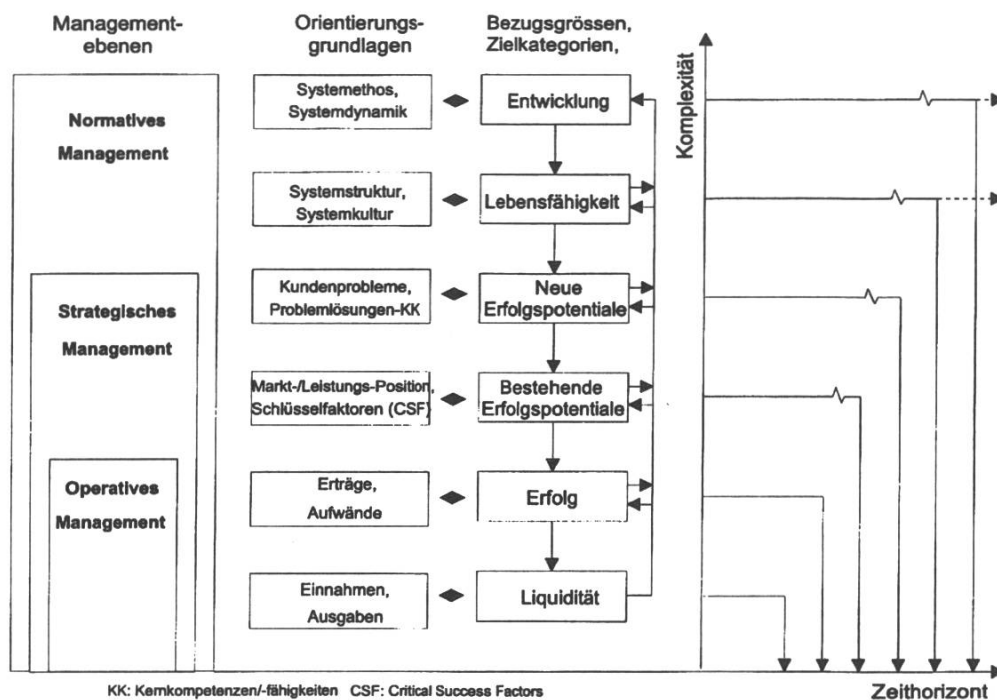 Management-
ebenen
Orientierungs-
grundlagen
Bezugsgrössen,
Zielkategorien,
Komplexität
Normatives
Management
Systemethos,
Systemdynamik
Entwicklung
Systemstruktur,
Systemkultur
Lebensfähigkeit
Strategisches
Management
Kundenprobleme,
Problemlösungen-KK
Neue
Erfolgspotentiale
Markt-/Leistungs-Position,
Schlüsselfaktoren (CSF)
Bestehende
Erfolgspotentiale
Operatives
Management
Erträge,
Aufwände
Erfolg
Einnahmen,
Ausgaben
Liquidität
Zeithorizont
KK: Kernkompetenzen/-fähigkeiten CSF: Critical Success Factors